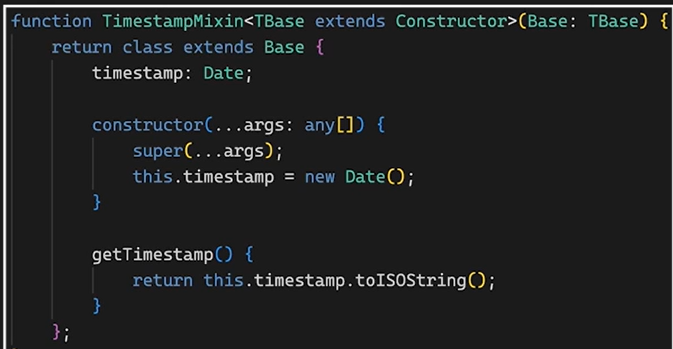 function TimestampMixin<TBase extends Constructor>(Base: TBase) {
    return class extends Base {
        timestamp: Date;

        constructor(...args: any[]) {
            super(...args);
            this.timestamp = new Date();
        }

        getTimestamp() {
            return this.timestamp.toISOString();
        }
    };